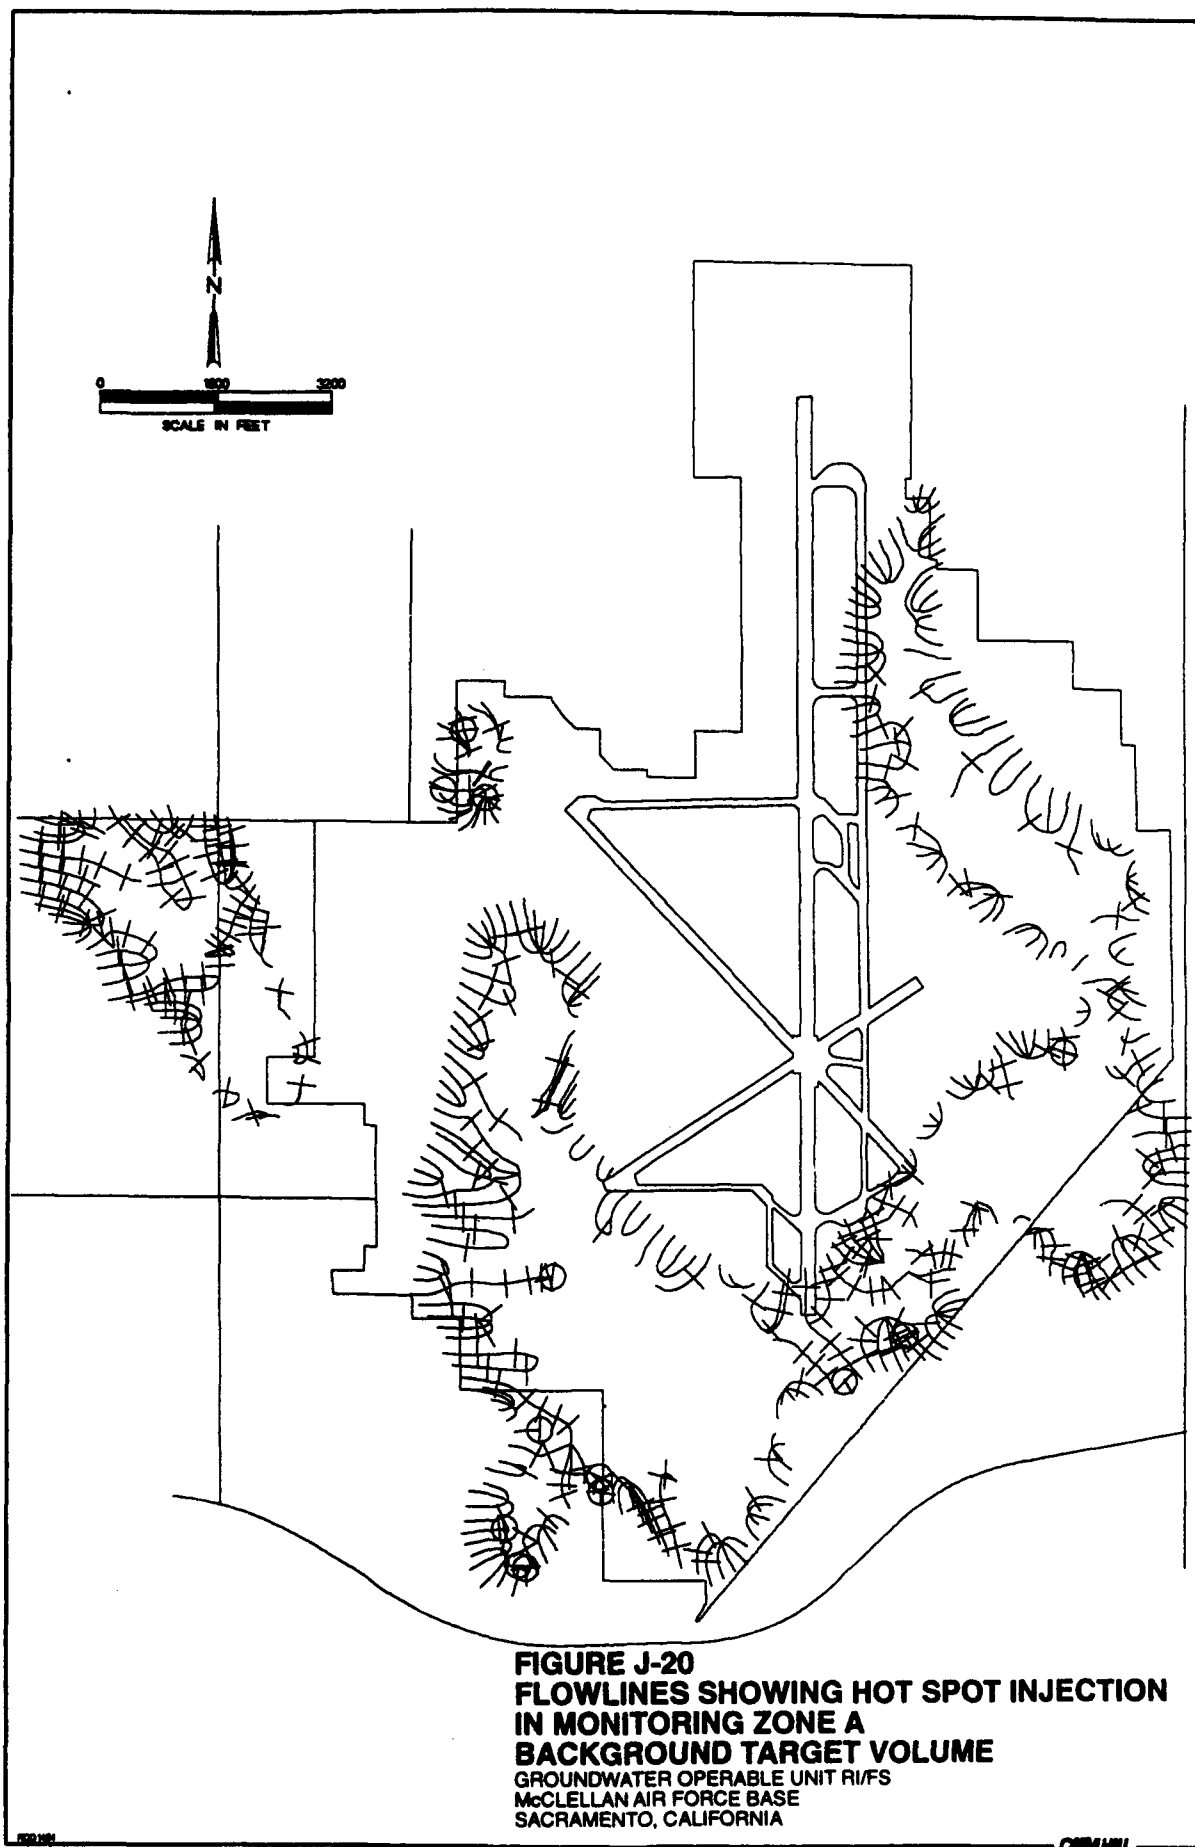 N
0 1600 3200
SCALE IN FEET
FIGURE J-20
FLOWLINES SHOWING HOT SPOT INJECTION
IN MONITORING ZONE A
BACKGROUND TARGET VOLUME
GROUNDWATER OPERABLE UNIT RI/FS
McCLELLAN AIR FORCE BASE
SACRAMENTO, CALIFORNIA